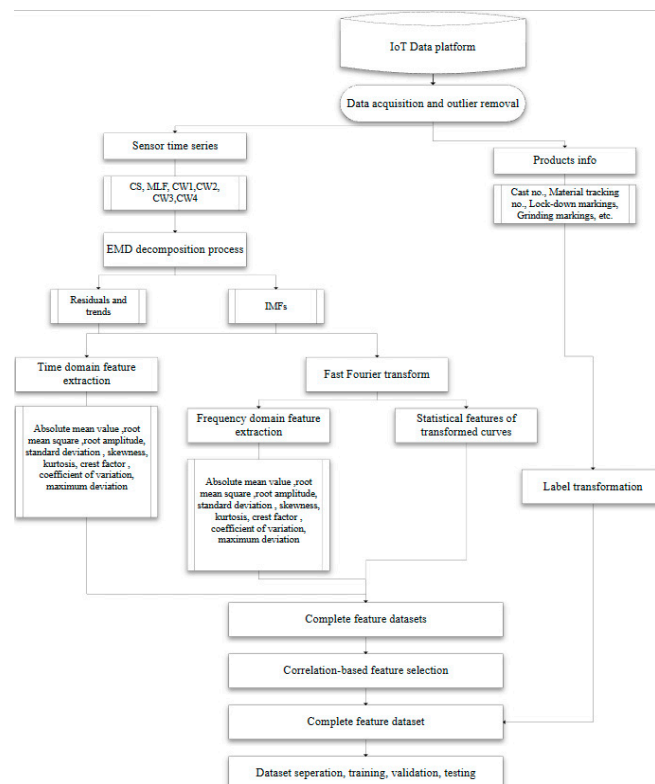 IoT Data platform
Data acquisition and outlier removal
Sensor time series
Products info
CS, MLF, CW1,CW2,
CW3,CW4
Cast no., Material tracking
no., Lock-down markings,
Grinding markings, etc.
EMD decomposition process
Residuals and
trends
IMFs
Time domain feature
extraction
Fast Fourier transform
Absolute mean value ,root
mean square ,root amplitude,
standard deviation , skewness,
kurtosis, crest factor ,
coefficient of variation,
maximum deviation
Frequency domain feature
extraction
Statistical features of
transformed curves
Absolute mean value ,root
mean square ,root amplitude,
standard deviation , skewness,
kurtosis, crest factor ,
coefficient of variation,
maximum deviation
Label transformation
Complete feature datasets
Correlation-based feature selection
Complete feature dataset
Dataset seperation, training, validation, testing